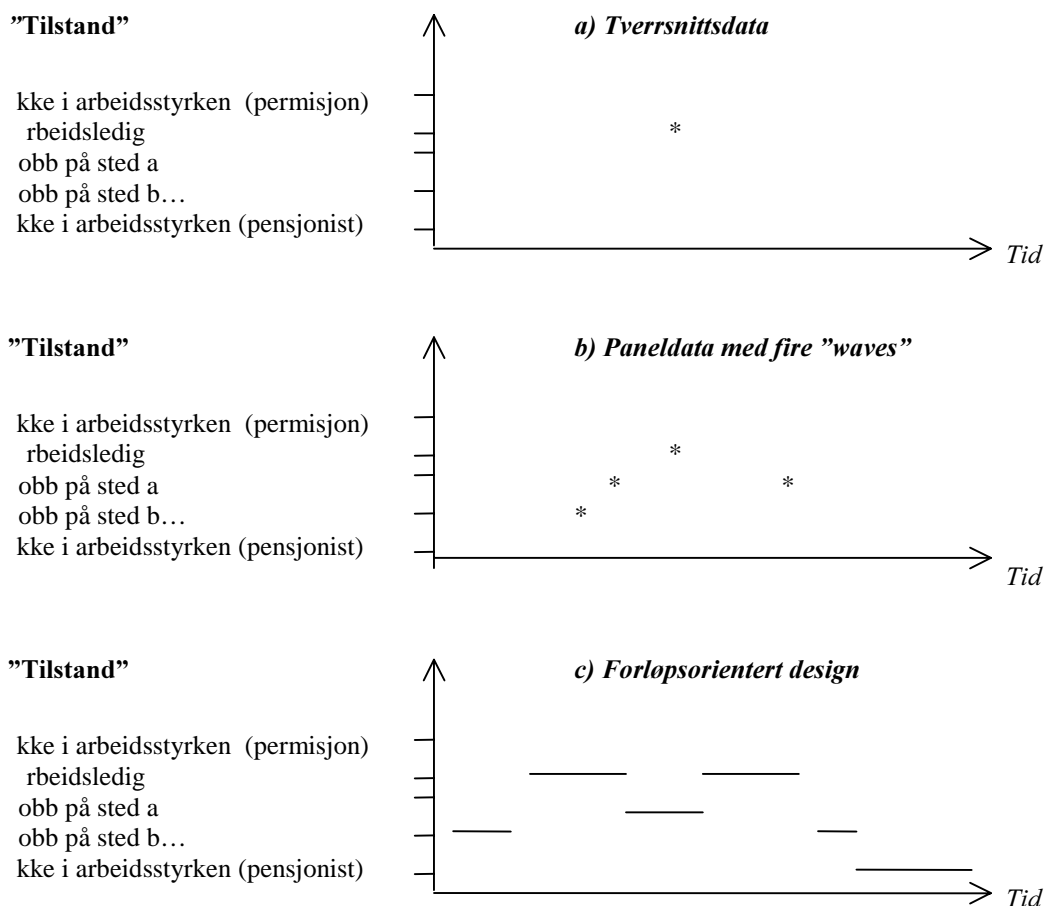 ”Tilstand” a) Tverrsnittsdata
kke i arbeidsstyrken (permisjon)
rbeidsledig
*
obb på sted a
obb på sted b…
kke i arbeidsstyrken (pensjonist)
Tid
”Tilstand” b) Paneldata med fire ”waves”
kke i arbeidsstyrken (permisjon)
rbeidsledig
*
obb på sted a
* *
obb på sted b…
*
kke i arbeidsstyrken (pensjonist)
Tid
”Tilstand” c) Forløpsorientert design
kke i arbeidsstyrken (permisjon)
rbeidsledig
obb på sted a
obb på sted b…
kke i arbeidsstyrken (pensjonist)
Tid